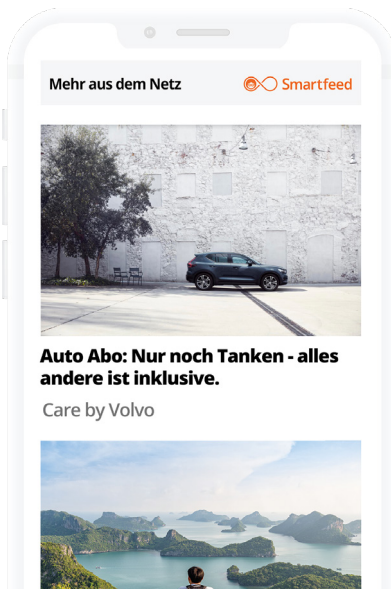 Mehr aus dem Netz
Smartfeed
Auto Abo: Nur noch Tanken - alles
andere ist inklusive.
Care by Volvo